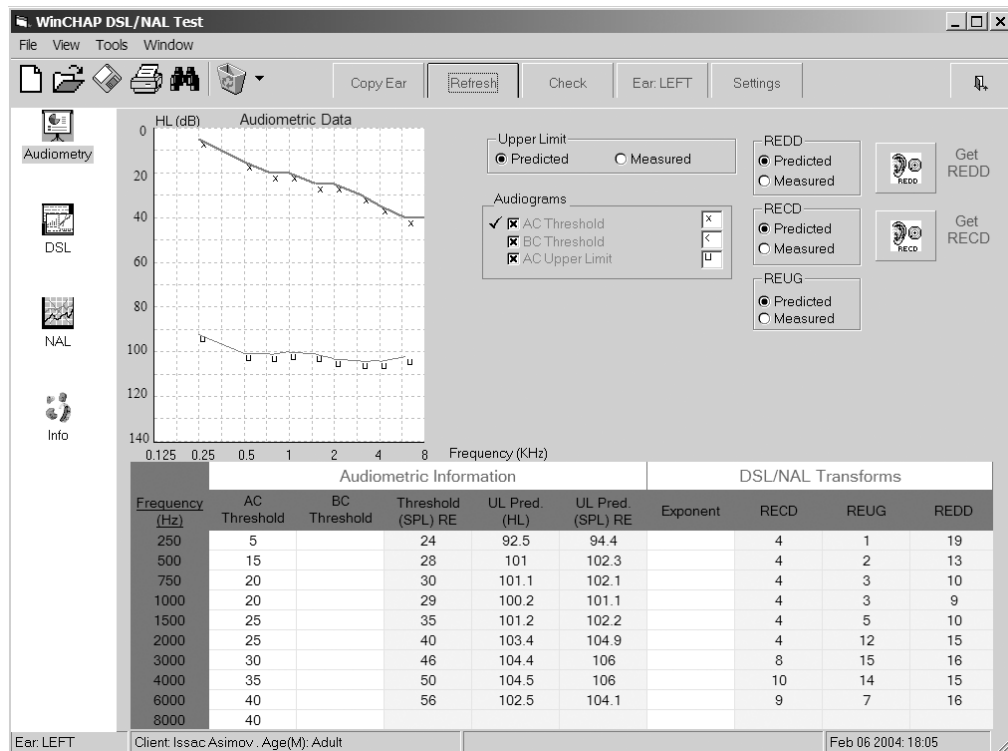 WinCHAP DSL/NAL Test
File View Tools Window
Copy Ear Refresh Check Ear: LEFT Settings
Audiometry
DSL
NAL
Info
HL (dB) Audiometric Data
0
20
40
60
80
100
120
140
0.125 0.25 0.5 1 2 4 8 Frequency (KHz)
Upper Limit
Predicted Measured
Audiograms
AC Threshold x
BC Threshold <
AC Upper Limit u
REDD
Predicted
Measured
REDD
Get
REDD
RECD
Predicted
Measured
RECD
Get
RECD
REUG
Predicted
Measured
Audiometric Information DSL/NAL Transforms
Frequency (Hz) AC Threshold BC Threshold Threshold (SPL) RE UL Pred. (HL) UL Pred. (SPL) RE Exponent RECD REUG REDD
250 5 24 92.5 94.4 4 1 19
500 15 28 101 102.3 4 2 13
750 20 30 101.1 102.1 4 3 10
1000 20 29 100.2 101.1 4 3 9
1500 25 35 101.2 102.2 4 5 10
2000 25 40 103.4 104.9 4 12 15
3000 30 46 104.4 106 8 15 16
4000 35 50 104.5 106 10 14 15
6000 40 56 102.5 104.1 9 7 16
8000 40
Ear: LEFT Client: Issac Asimov . Age(M): Adult Feb 06 2004: 18:05